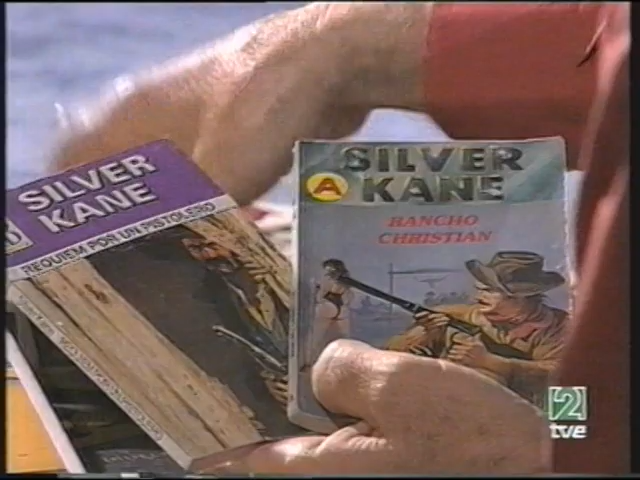 SILVER
KANE
REQUIEM POR UN PISTOLERO
A
SILVER
KANE
RANCHO
CHRISTIAN
2
tve